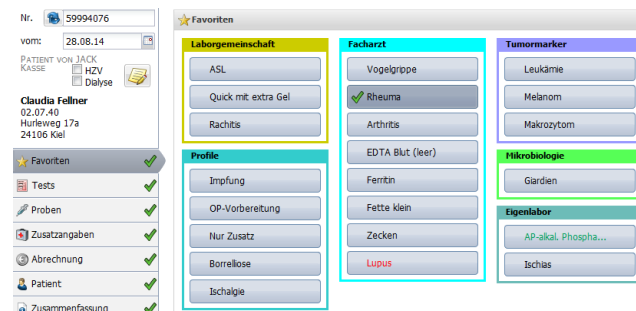 Nr. 59994076
vom: 28.08.14
PATIENT VON JACK
KASSE
HZV
Dialyse
Claudia Fellner
02.07.40
Hurleweg 17a
24106 Kiel
Favoriten
Tests
Proben
Zusatzangaben
Abrechnung
Patient
Zusammenfassung
Favoriten
Laborgemeinschaft
ASL
Quick mit extra Gel
Rachitis
Profile
Impfung
OP-Vorbereitung
Nur Zusatz
Borreliose
Ischalgie
Facharzt
Vogelgrippe
Rheuma
Arthritis
EDTA Blut (leer)
Ferritin
Fette klein
Zecken
Lupus
Tumormarker
Leukämie
Melanom
Makrozytom
Mikrobiologie
Giardien
Eigenlabor
AP-alkal. Phospha...
Ischias